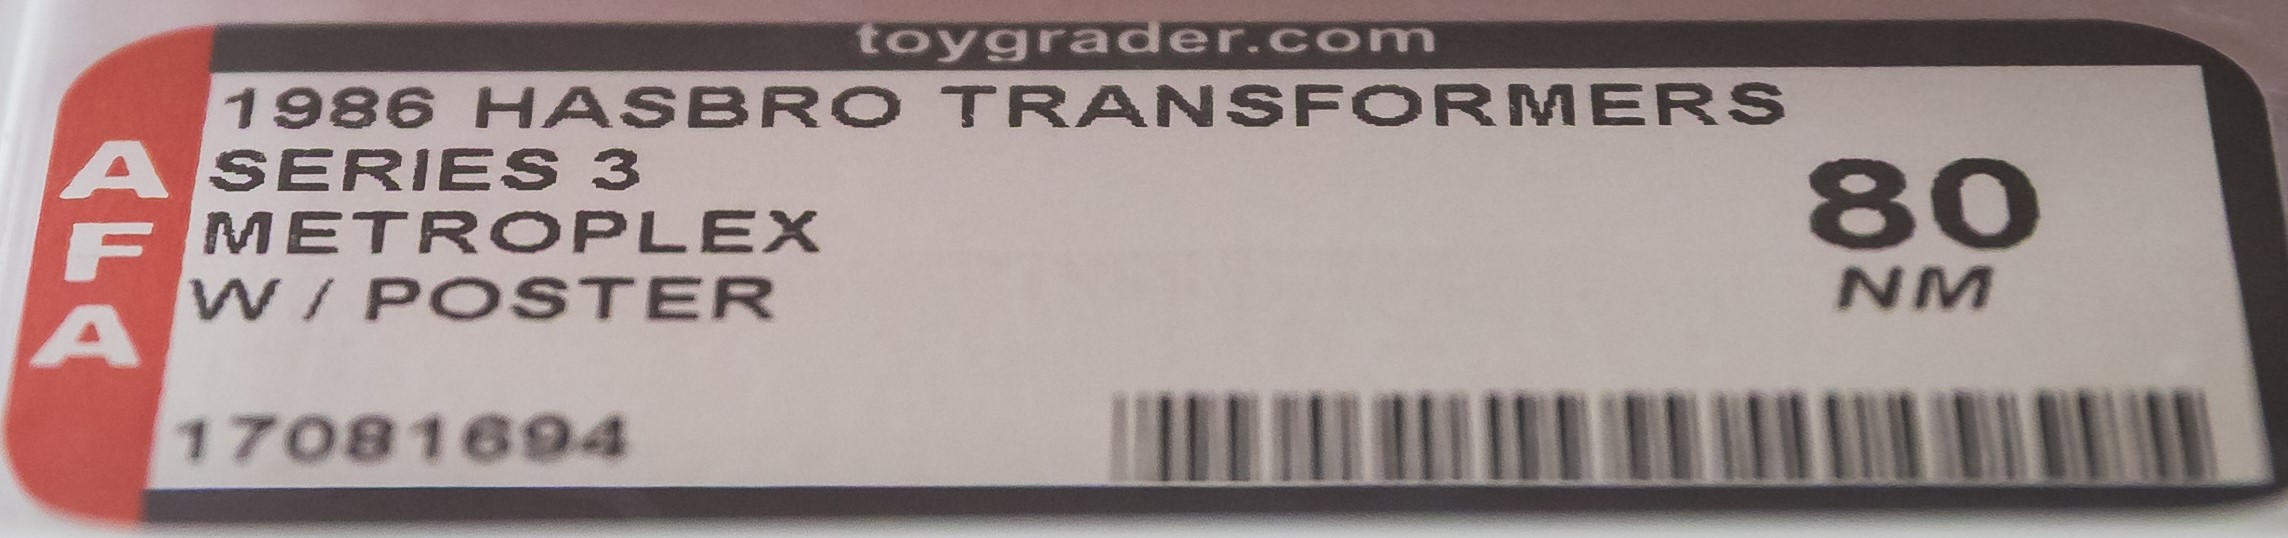 toygrader.com
AFA
1986 HASBRO TRANSFORMERS
SERIES 3
METROPLEX
W / POSTER
80
NM
17081694